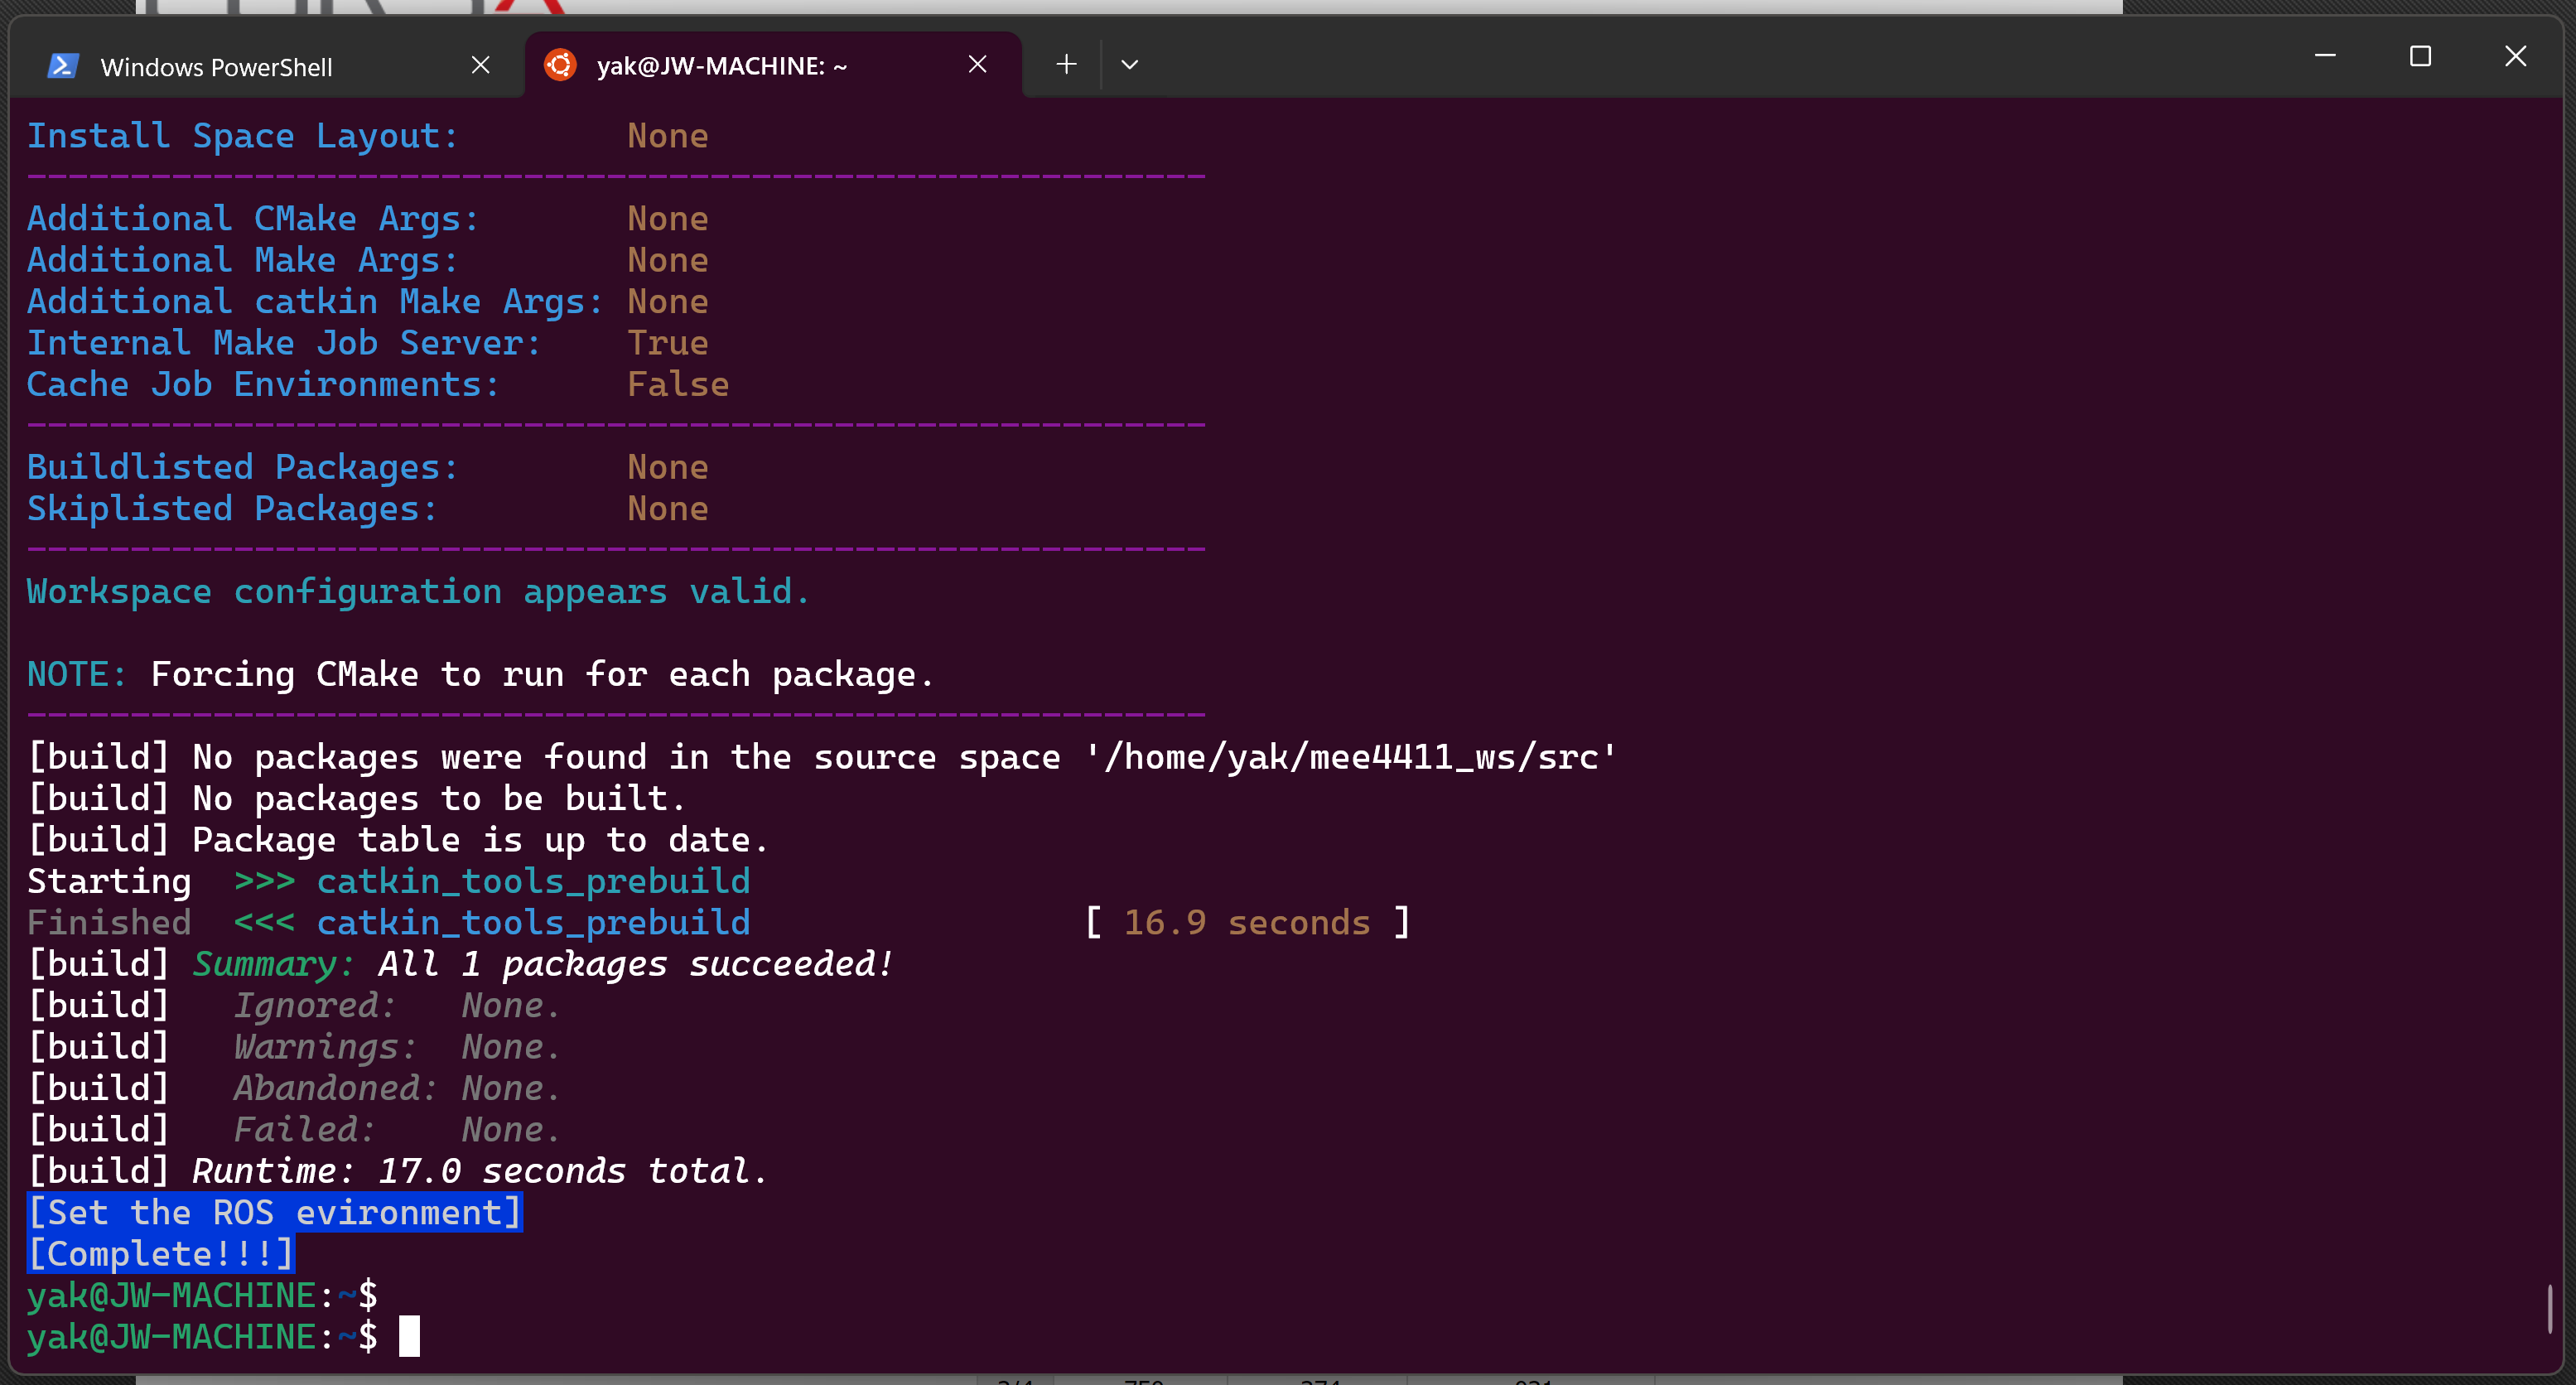 Windows PowerShell
yak@JW-MACHINE: ~
Install Space Layout: None
---------------------------------------------------------
Additional CMake Args: None
Additional Make Args: None
Additional catkin Make Args: None
Internal Make Job Server: True
Cache Job Environments: False
---------------------------------------------------------
Buildlisted Packages: None
Skiplisted Packages: None
---------------------------------------------------------
Workspace configuration appears valid.
NOTE: Forcing CMake to run for each package.
---------------------------------------------------------
[build] No packages were found in the source space '/home/yak/mee4411_ws/src'
[build] No packages to be built.
[build] Package table is up to date.
Starting >>> catkin_tools_prebuild
Finished <<< catkin_tools_prebuild [ 16.9 seconds ]
[build] Summary: All 1 packages succeeded!
[build] Ignored: None.
[build] Warnings: None.
[build] Abandoned: None.
[build] Failed: None.
[build] Runtime: 17.0 seconds total.
[Set the ROS evironment]
[Complete!!!]
yak@JW-MACHINE:~$
yak@JW-MACHINE:~$